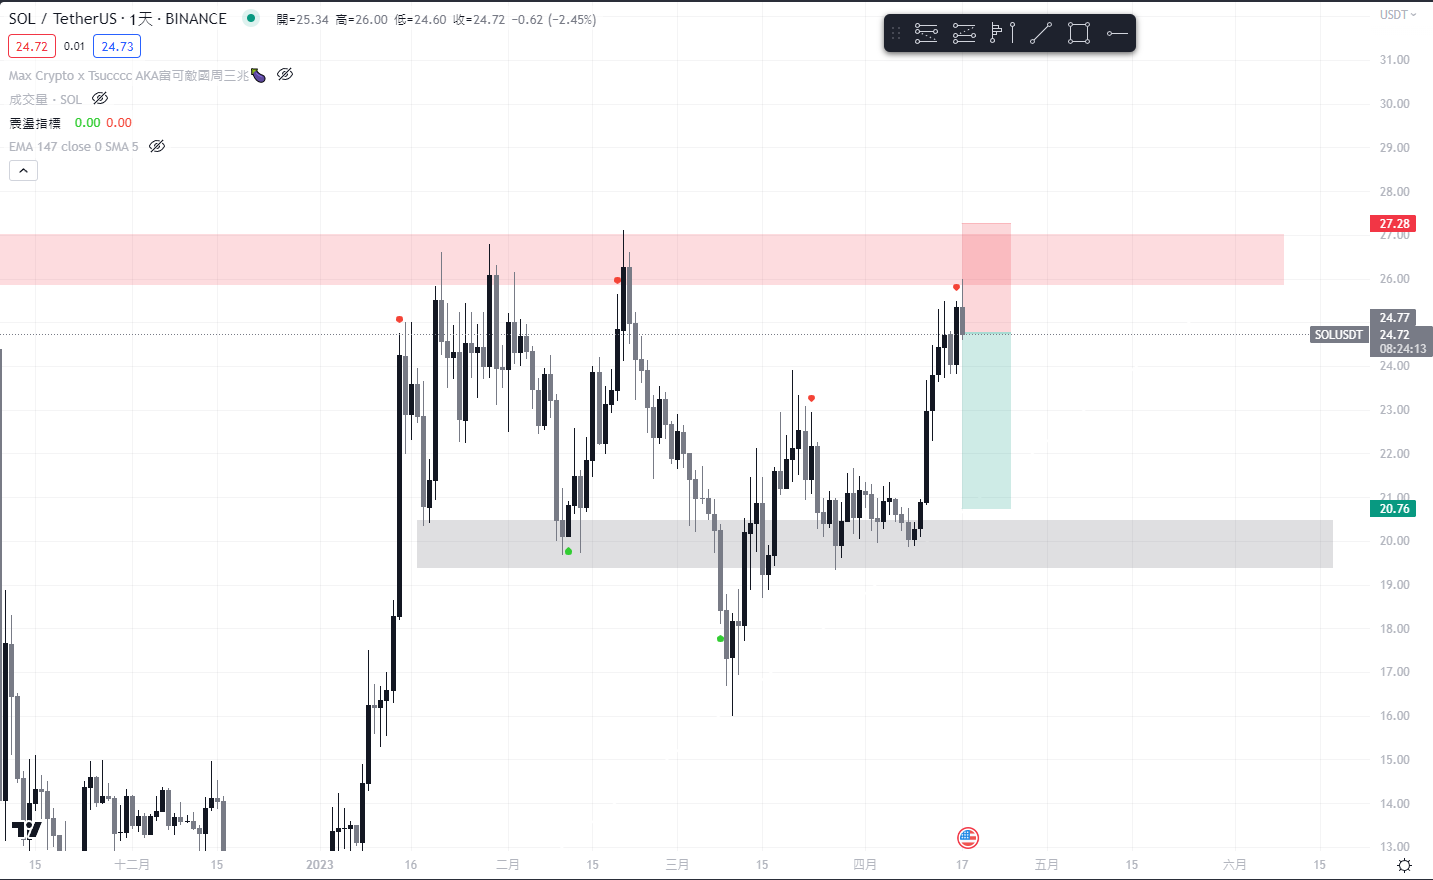 SOL / TetherUS · 1天 · BINANCE 開=25.34 高=26.00 低=24.60 收=24.72 −0.62 (−2.45%)
24.72 0.01 24.73
Max Crypto x Tsucccc AKA富可敵國周三兆🍆
成交量 · SOL
震盪指標 0.00 0.00
EMA 147 close 0 SMA 5
USDT
31.00
30.00
29.00
28.00
27.28
27.00
26.00
24.77
SOLUSDT 24.72
08:24:13
24.00
23.00
22.00
21.00
20.76
20.00
19.00
18.00
17.00
16.00
15.00
14.00
13.00
15 十二月 15 2023 16 二月 15 三月 15 四月 17 五月 15 六月 15